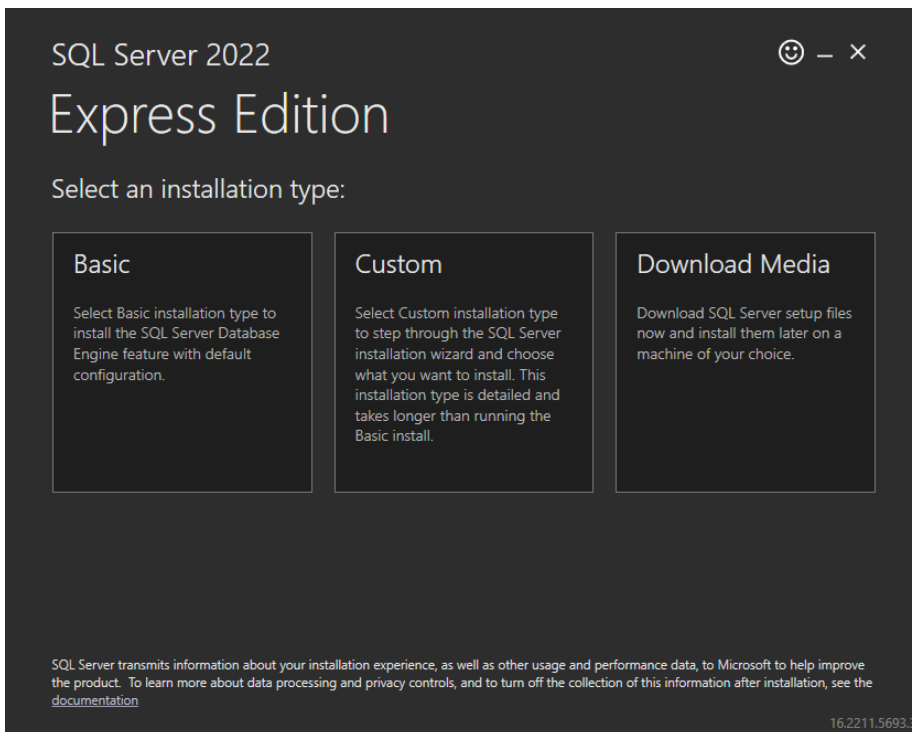 SQL Server 2022
Express Edition
Select an installation type:
Basic
Select Basic installation type to
install the SQL Server Database
Engine feature with default
configuration.
Custom
Select Custom installation type
to step through the SQL Server
installation wizard and choose
what you want to install. This
installation type is detailed and
takes longer than running the
Basic install.
Download Media
Download SQL Server setup files
now and install them later on a
machine of your choice.
SQL Server transmits information about your installation experience, as well as other usage and performance data, to Microsoft to help improve
the product. To learn more about data processing and privacy controls, and to turn off the collection of this information after installation, see the
documentation
16.2211.5693.3